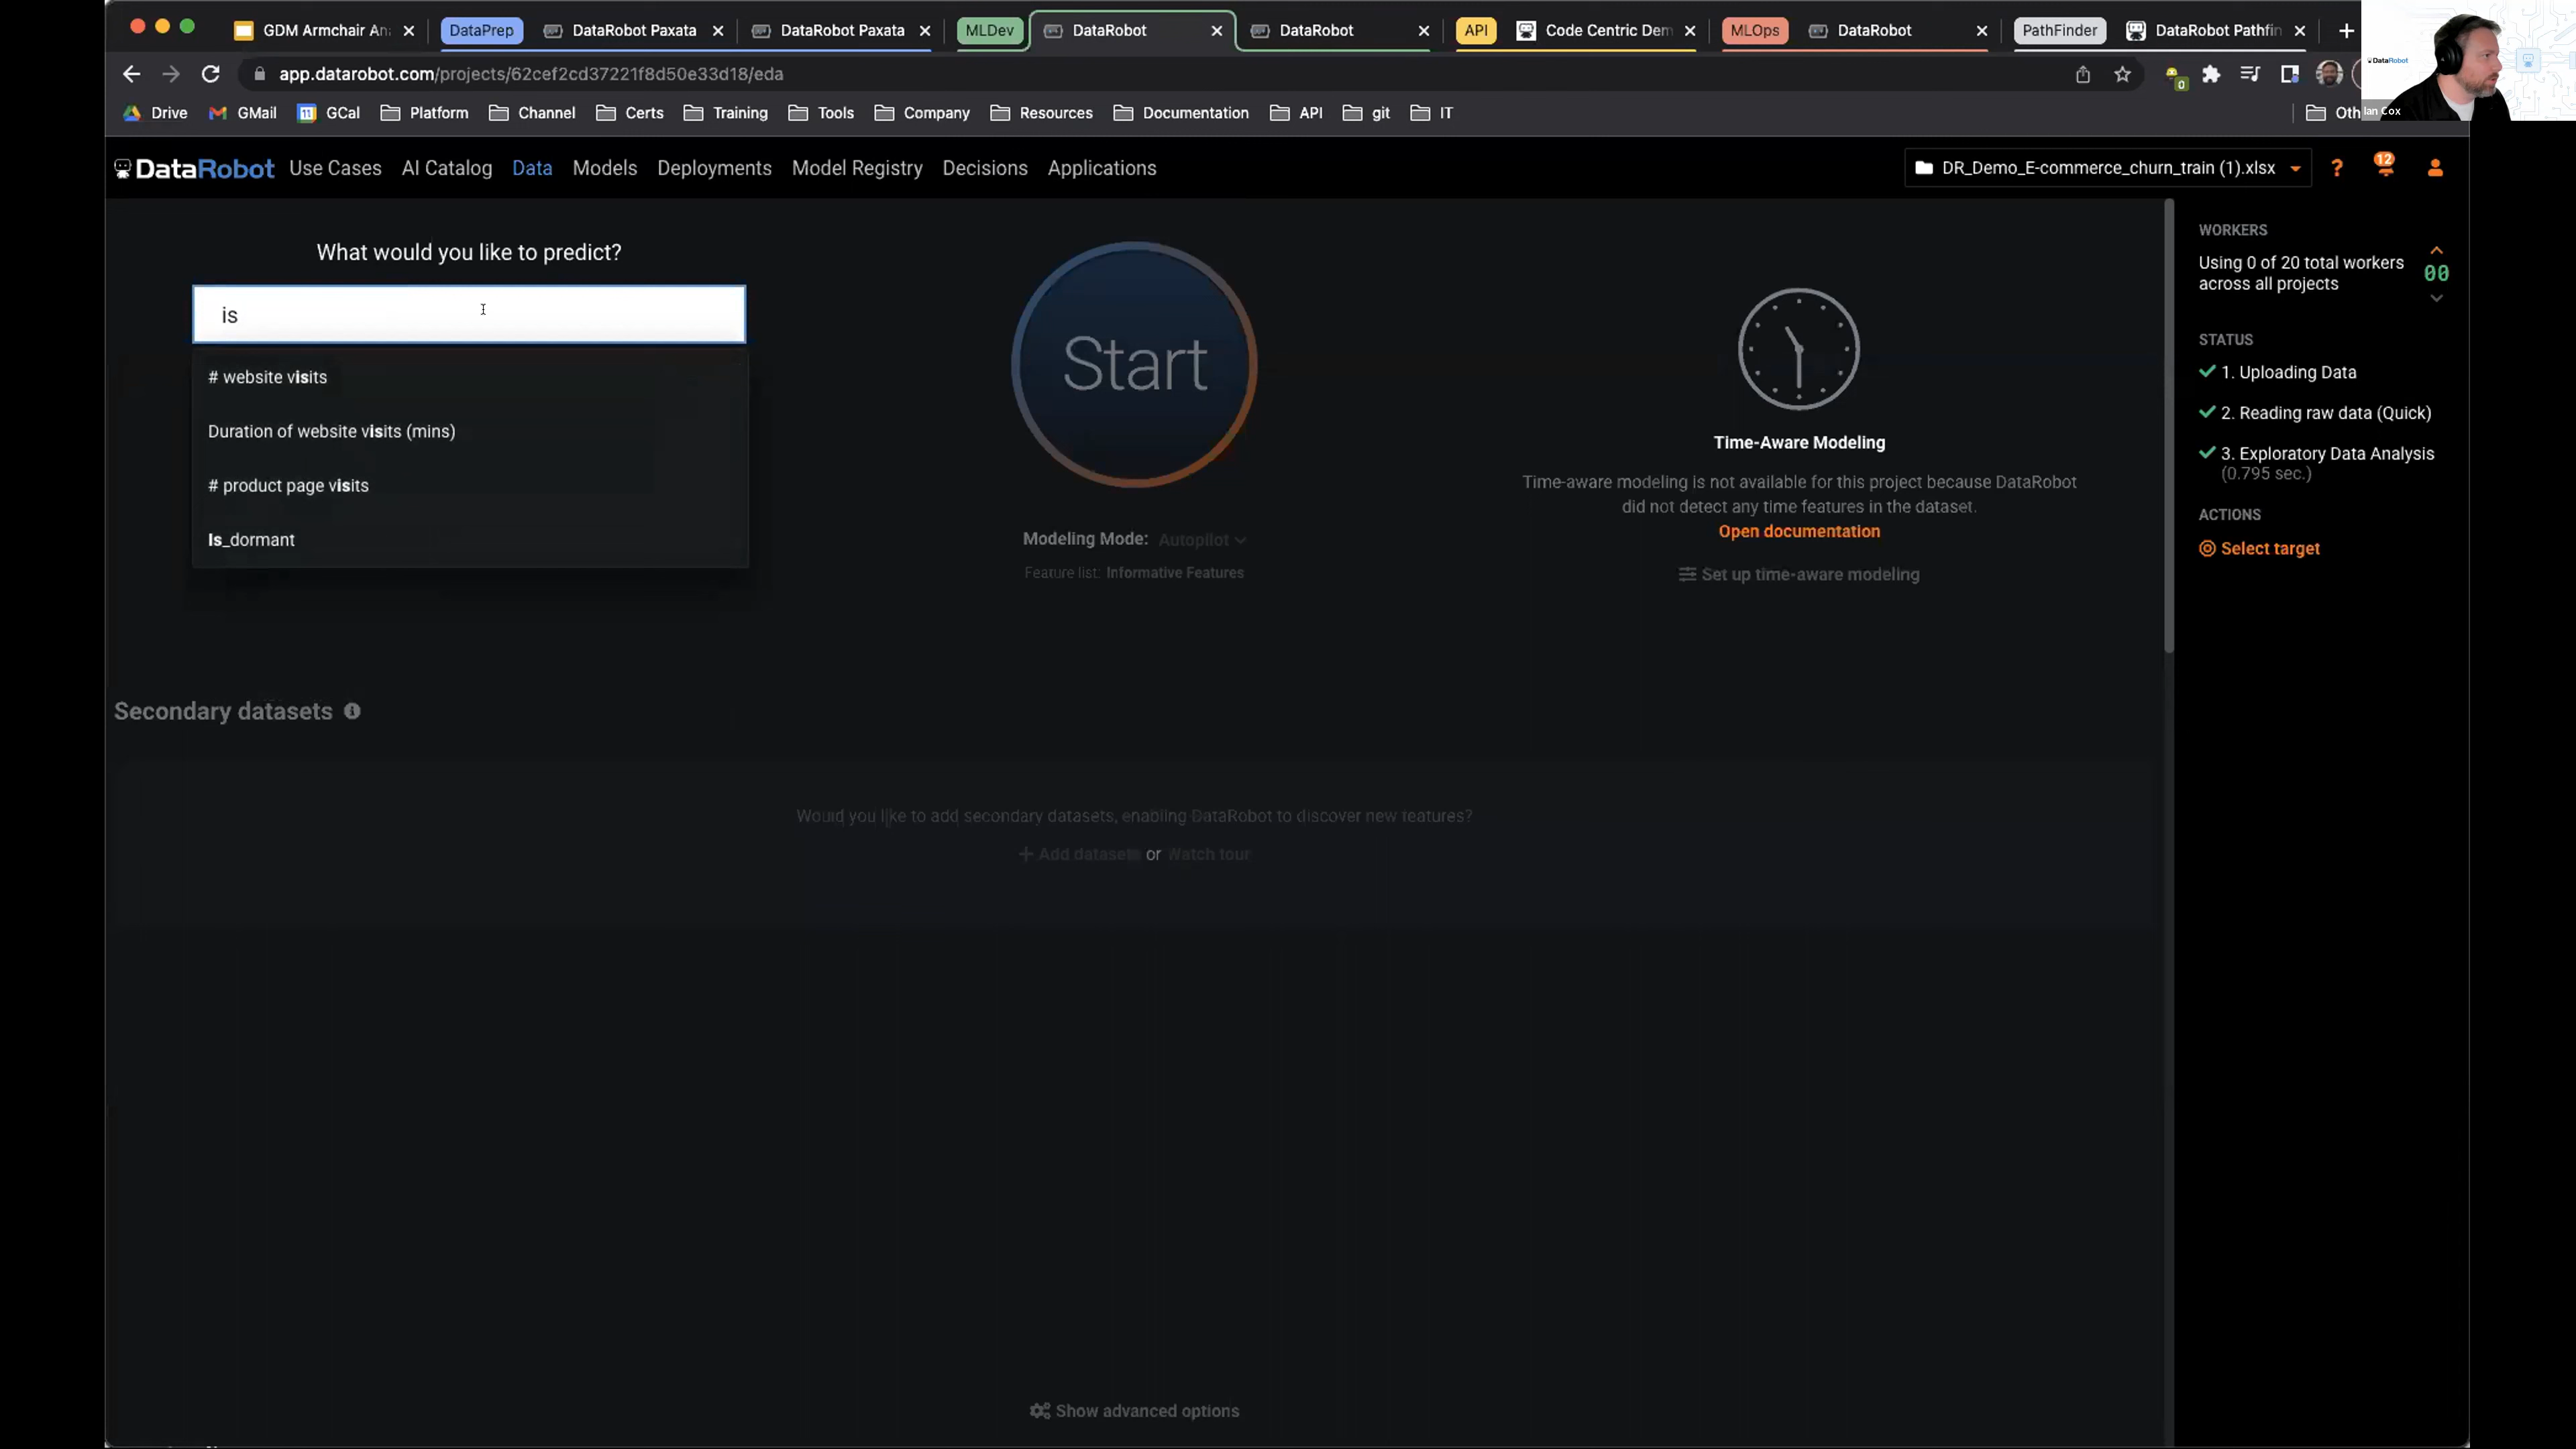 GDM Armchair An
DataPrep
DataRobot Paxata
DataRobot Paxata
MLDev
DataRobot
DataRobot
API
Code Centric Dem
MLOps
DataRobot
PathFinder
DataRobot Pathfin
app.datarobot.com/projects/62cef2cd37221f8d50e33d18/eda
0
Drive
GMail
11
GCal
Platform
Channel
Certs
Training
Tools
Company
Resources
Documentation
API
git
IT
Oth
DataRobot
Ian Cox
DataRobot
Use Cases
AI Catalog
Data
Models
Deployments
Model Registry
Decisions
Applications
DR_Demo_E-commerce_churn_train (1).xlsx
?
12
What would you like to predict?
is
# website visits
Duration of website visits (mins)
# product page visits
Is_dormant
Start
Modeling Mode: Autopilot
Feature list: Informative Features
Time-Aware Modeling
Time-aware modeling is not available for this project because DataRobot
did not detect any time features in the dataset.
Open documentation
Set up time-aware modeling
WORKERS
Using 0 of 20 total workers
across all projects
00
STATUS
1. Uploading Data
2. Reading raw data (Quick)
3. Exploratory Data Analysis
(0.795 sec.)
ACTIONS
Select target
Secondary datasets
Would you like to add secondary datasets, enabling DataRobot to discover new features?
+ Add datasets or Watch tour
Show advanced options